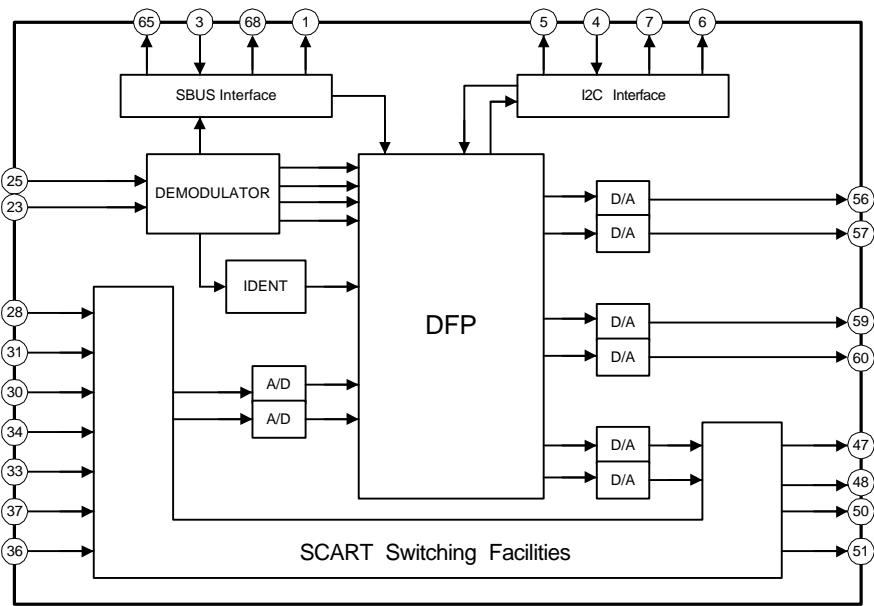 65 3 68 1 5 4 7 6
SBUS Interface
I2C Interface
25
23
DEMODULATOR
D/A
56
D/A
57
IDENT
28
DFP
D/A
59
31
D/A
60
30
A/D
A/D
34
D/A
47
33
D/A
48
37
50
36
SCART Switching Facilities
51